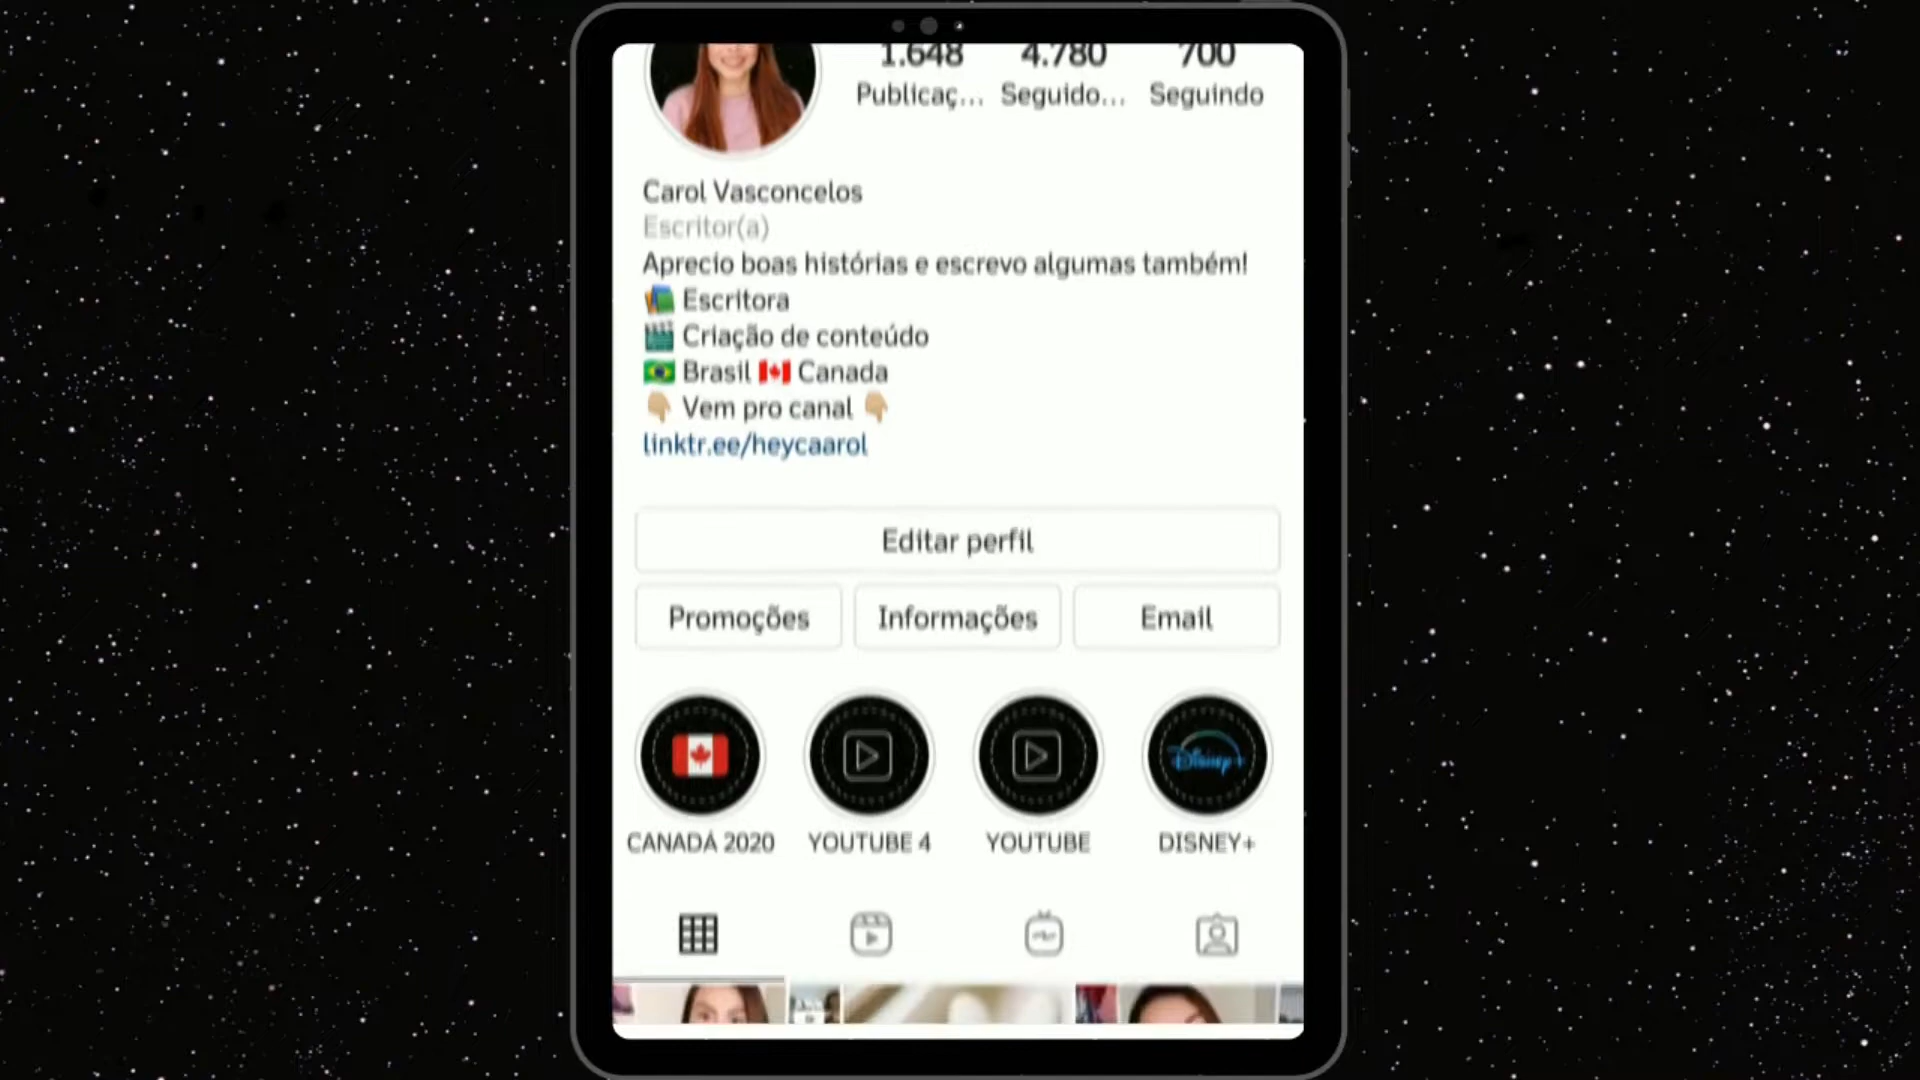 1.648 4.780 700
Publicaç... Seguido... Seguindo
Carol Vasconcelos
Escritor(a)
Aprecio boas histórias e escrevo algumas também!
Escritora
Criação de conteúdo
Brasil Canada
Vem pro canal
linktr.ee/heycaarol
Editar perfil
Promoções Informações Email
Disney+
CANADÁ 2020 YOUTUBE 4 YOUTUBE DISNEY+